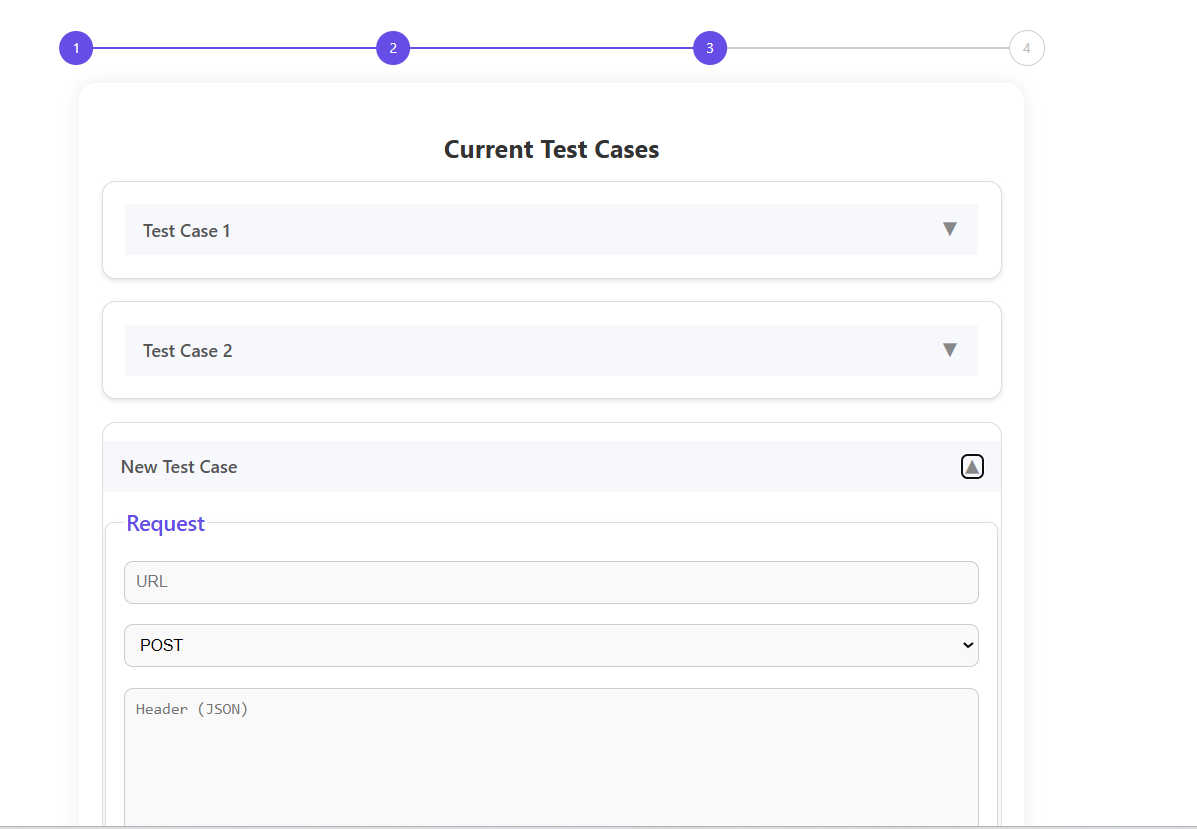 1 2 3 4
Current Test Cases
Test Case 1 ▼
Test Case 2 ▼
New Test Case ▲
Request
URL
POST
Header (JSON)